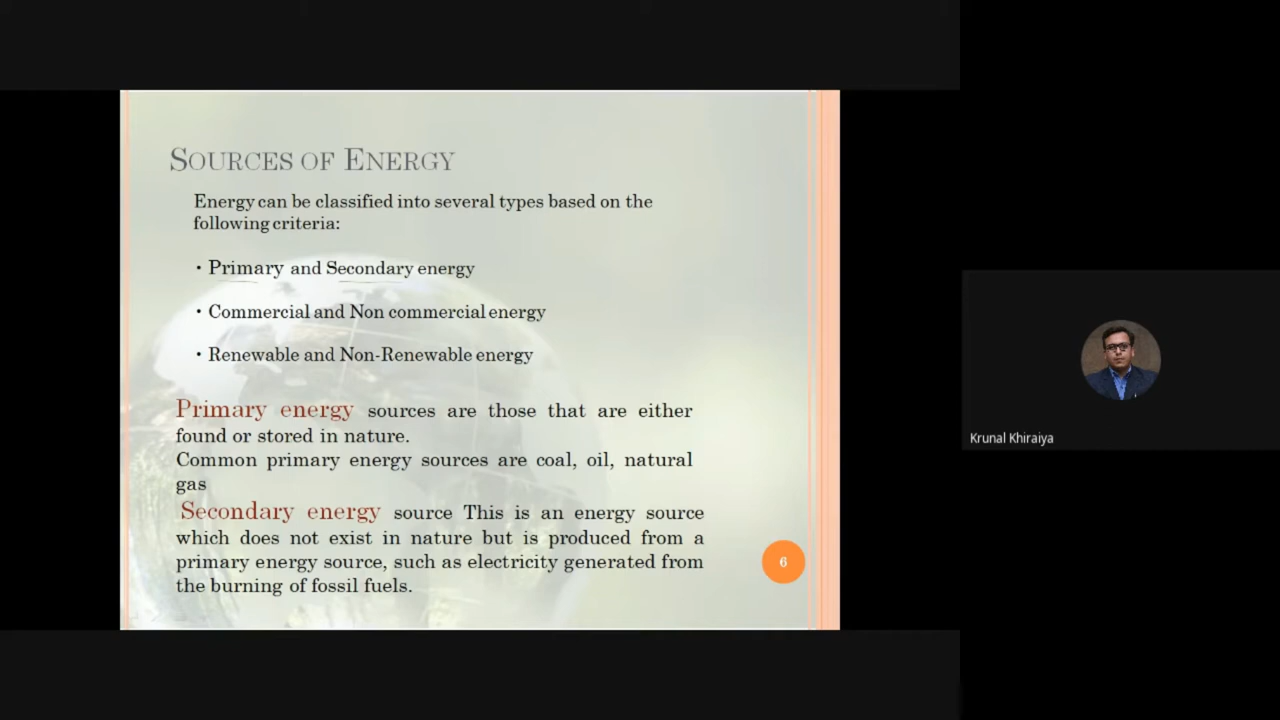 SOURCES OF ENERGY
Energy can be classified into several types based on the
following criteria:
• Primary and Secondary energy
• Commercial and Non commercial energy
• Renewable and Non-Renewable energy
Primary energy sources are those that are either
found or stored in nature.
Common primary energy sources are coal, oil, natural
gas
Secondary energy source This is an energy source
which does not exist in nature but is produced from a
primary energy source, such as electricity generated from
the burning of fossil fuels.
6
Krunal Khiraiya